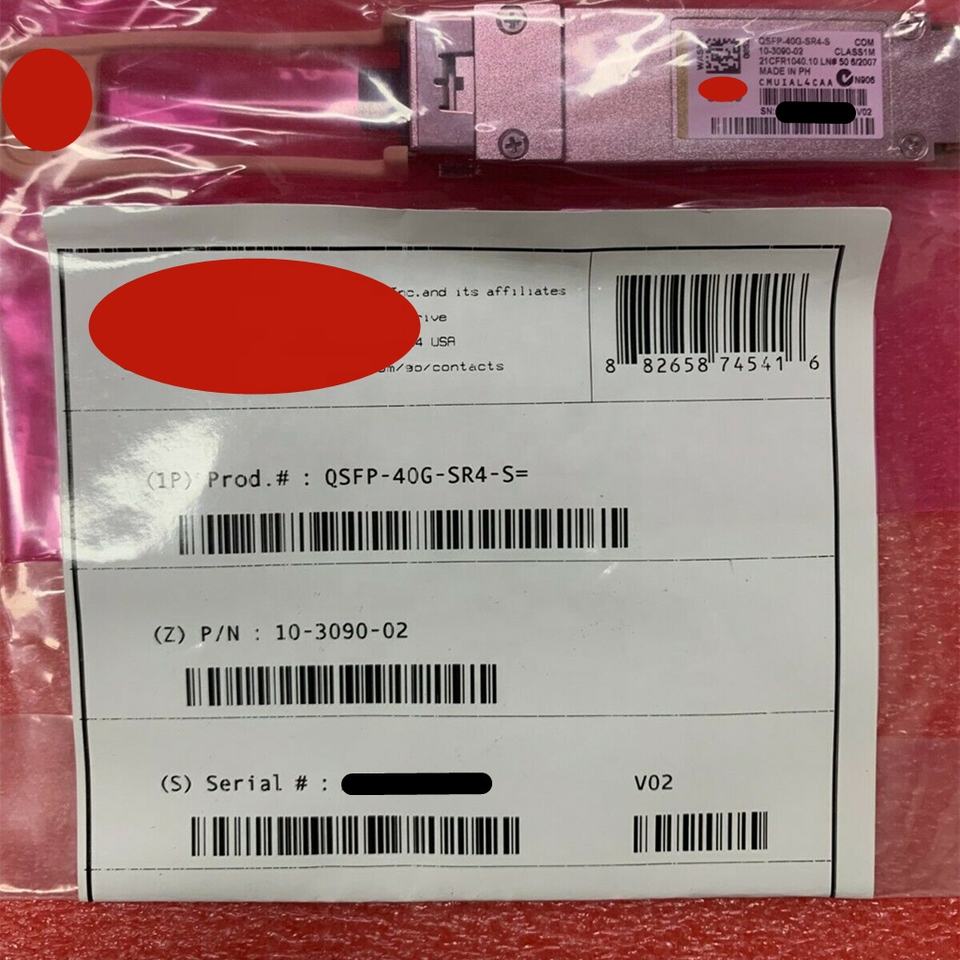 QSFP-40G-SR4-S COM
10-3090-02 CLASS1M
21CFR1040.10 LN# 50 6/2007
MADE IN PH
CMUIAL4CAA N906
SN: V02
Inc.and its affiliates
rive
4 USA
om/go/contacts
8 82658 74541 6
(1P) Prod.# : QSFP-40G-SR4-S=
(Z) P/N : 10-3090-02
(S) Serial # : V02